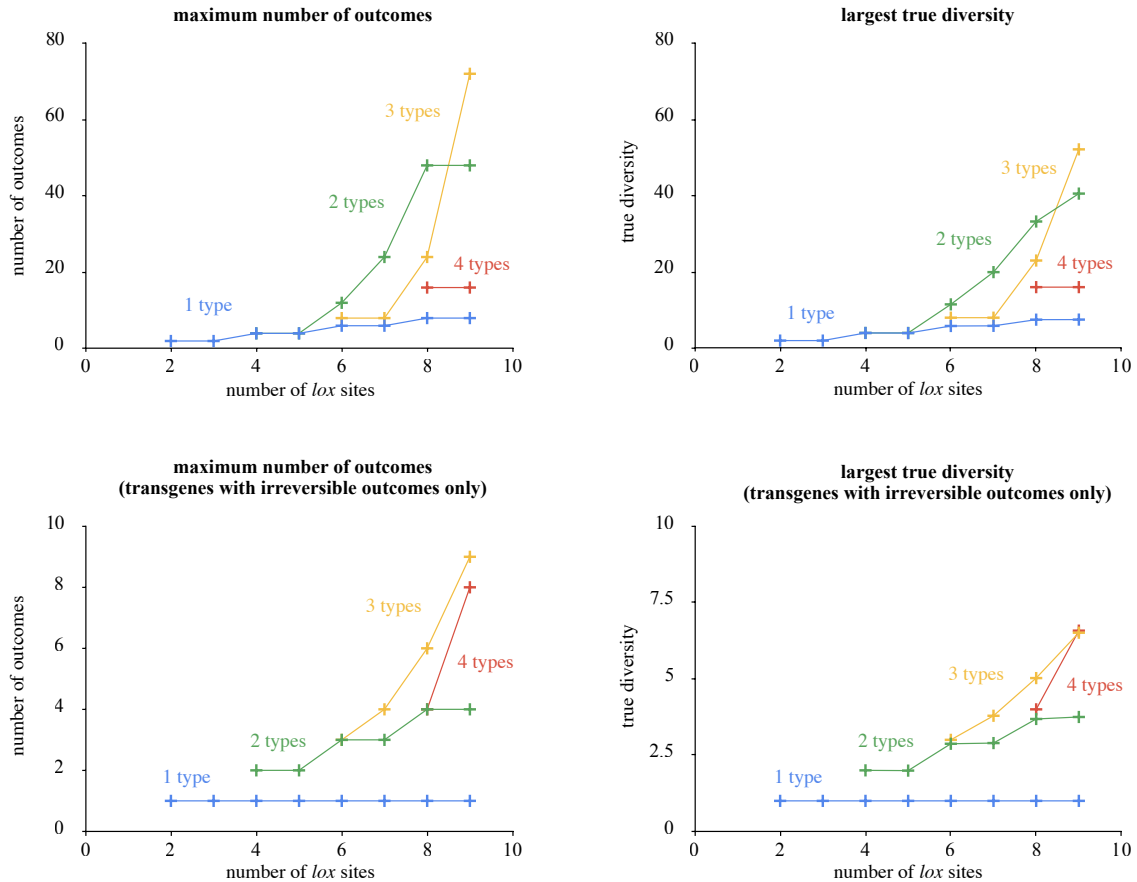 maximum number of outcomes
80
60
40
20
0
number of outcomes
3 types
2 types
4 types
1 type
0 2 4 6 8 10
number of lox sites
largest true diversity
80
60
40
20
0
true diversity
3 types
2 types
4 types
1 type
0 2 4 6 8 10
number of lox sites
maximum number of outcomes
(transgenes with irreversible outcomes only)
10
8
6
4
2
0
number of outcomes
3 types
4 types
2 types
1 type
0 2 4 6 8 10
number of lox sites
largest true diversity
(transgenes with irreversible outcomes only)
10
7.5
5
2.5
0
true diversity
3 types
4 types
2 types
1 type
0 2 4 6 8 10
number of lox sites